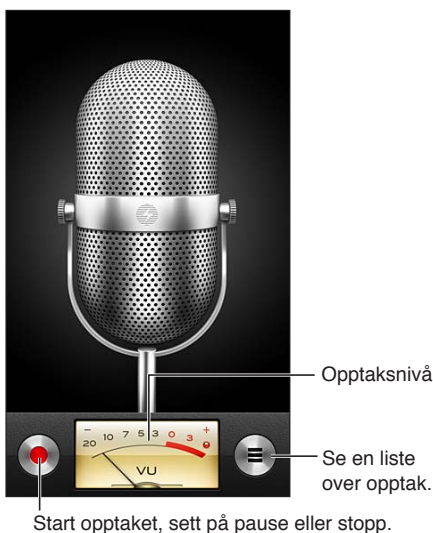 Opptaksnivå
− 20 10 7 5 3 0 3 +
VU
Se en liste
over opptak.
Start opptaket, sett på pause eller stopp.